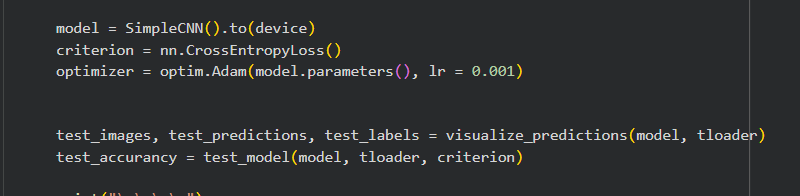 model = SimpleCNN().to(device)
criterion = nn.CrossEntropyLoss()
optimizer = optim.Adam(model.parameters(), lr = 0.001)
test_images, test_predictions, test_labels = visualize_predictions(model, tloader)
test_accurancy = test_model(model, tloader, criterion)